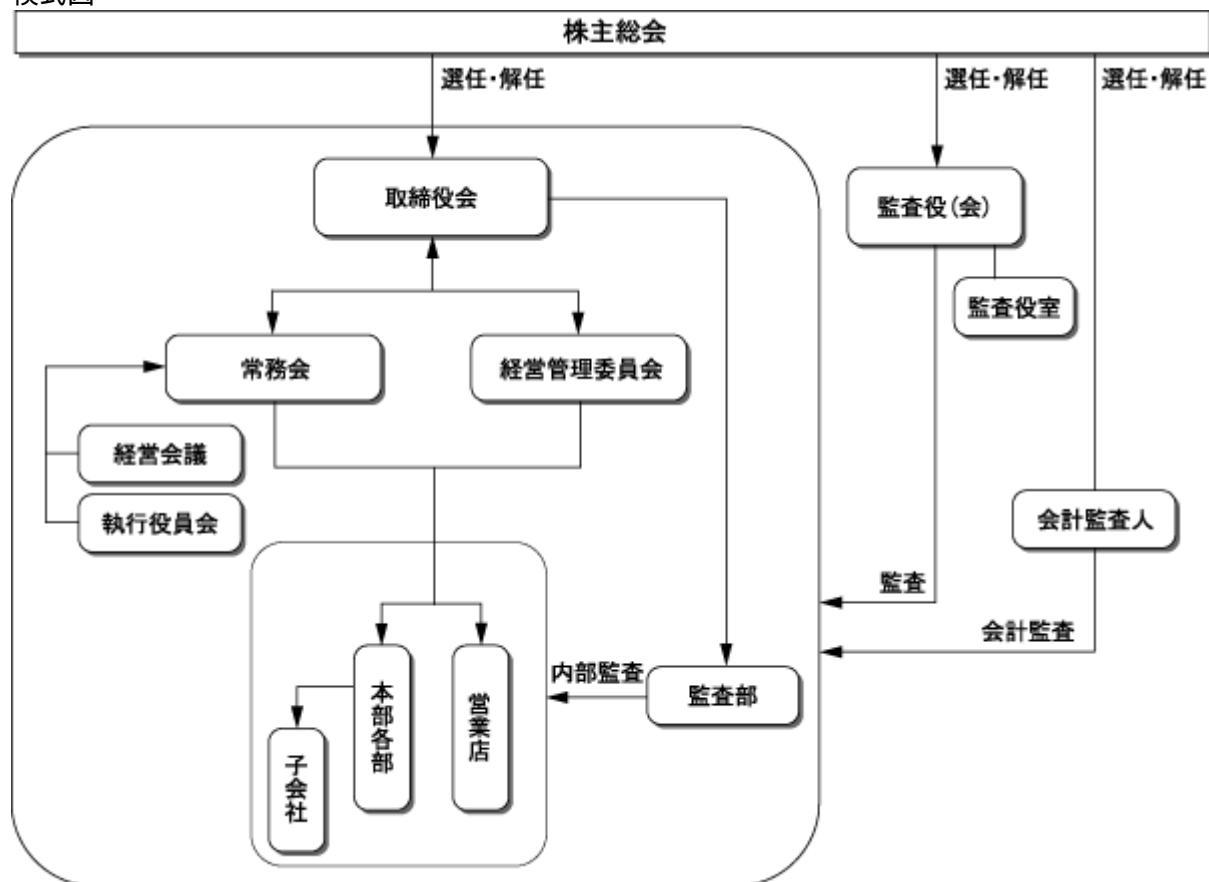 模式図
株主総会
選任・解任
選任・解任
選任・解任
取締役会
監査役(会)
監査役室
常務会
経営管理委員会
経営会議
執行役員会
会計監査人
監査
会計監査
内部監査
監査部
本部各部
営業店
子会社